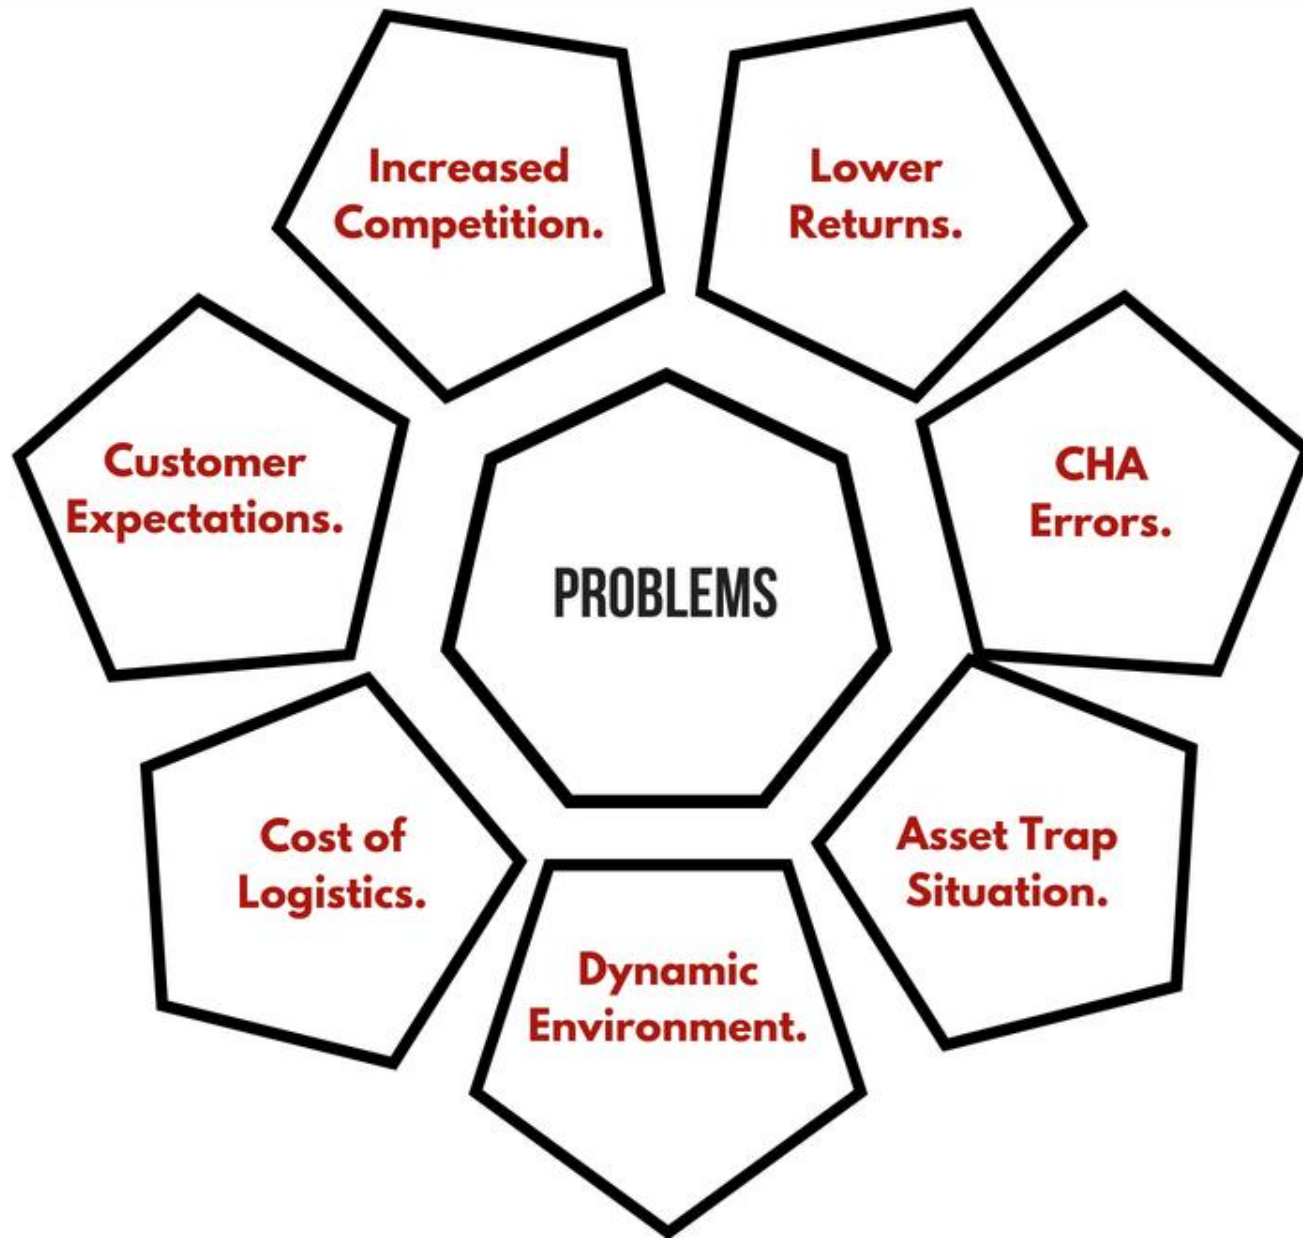 Increased
Competition.
Lower
Returns.
Customer
Expectations.
CHA
Errors.
PROBLEMS
Cost of
Logistics.
Asset Trap
Situation.
Dynamic
Environment.